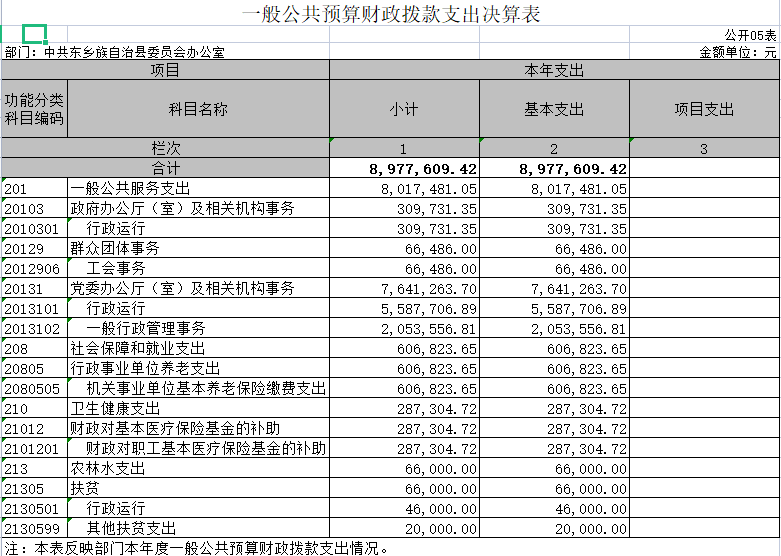 一般公共预算财政拨款支出决算表
公开05表
部门：中共东乡族自治县委员会办公室 金额单位：元
项目 本年支出
功能分类科目编码 科目名称 小计 基本支出 项目支出
栏次 1 2 3
合计 8,977,609.42 8,977,609.42
201 一般公共服务支出 8,017,481.05 8,017,481.05
20103 政府办公厅（室）及相关机构事务 309,731.35 309,731.35
2010301 行政运行 309,731.35 309,731.35
20129 群众团体事务 66,486.00 66,486.00
2012906 工会事务 66,486.00 66,486.00
20131 党委办公厅（室）及相关机构事务 7,641,263.70 7,641,263.70
2013101 行政运行 5,587,706.89 5,587,706.89
2013102 一般行政管理事务 2,053,556.81 2,053,556.81
208 社会保障和就业支出 606,823.65 606,823.65
20805 行政事业单位养老支出 606,823.65 606,823.65
2080505 机关事业单位基本养老保险缴费支出 606,823.65 606,823.65
210 卫生健康支出 287,304.72 287,304.72
21012 财政对基本医疗保险基金的补助 287,304.72 287,304.72
2101201 财政对职工基本医疗保险基金的补助 287,304.72 287,304.72
213 农林水支出 66,000.00 66,000.00
21305 扶贫 66,000.00 66,000.00
2130501 行政运行 46,000.00 46,000.00
2130599 其他扶贫支出 20,000.00 20,000.00
注：本表反映部门本年度一般公共预算财政拨款支出情况。